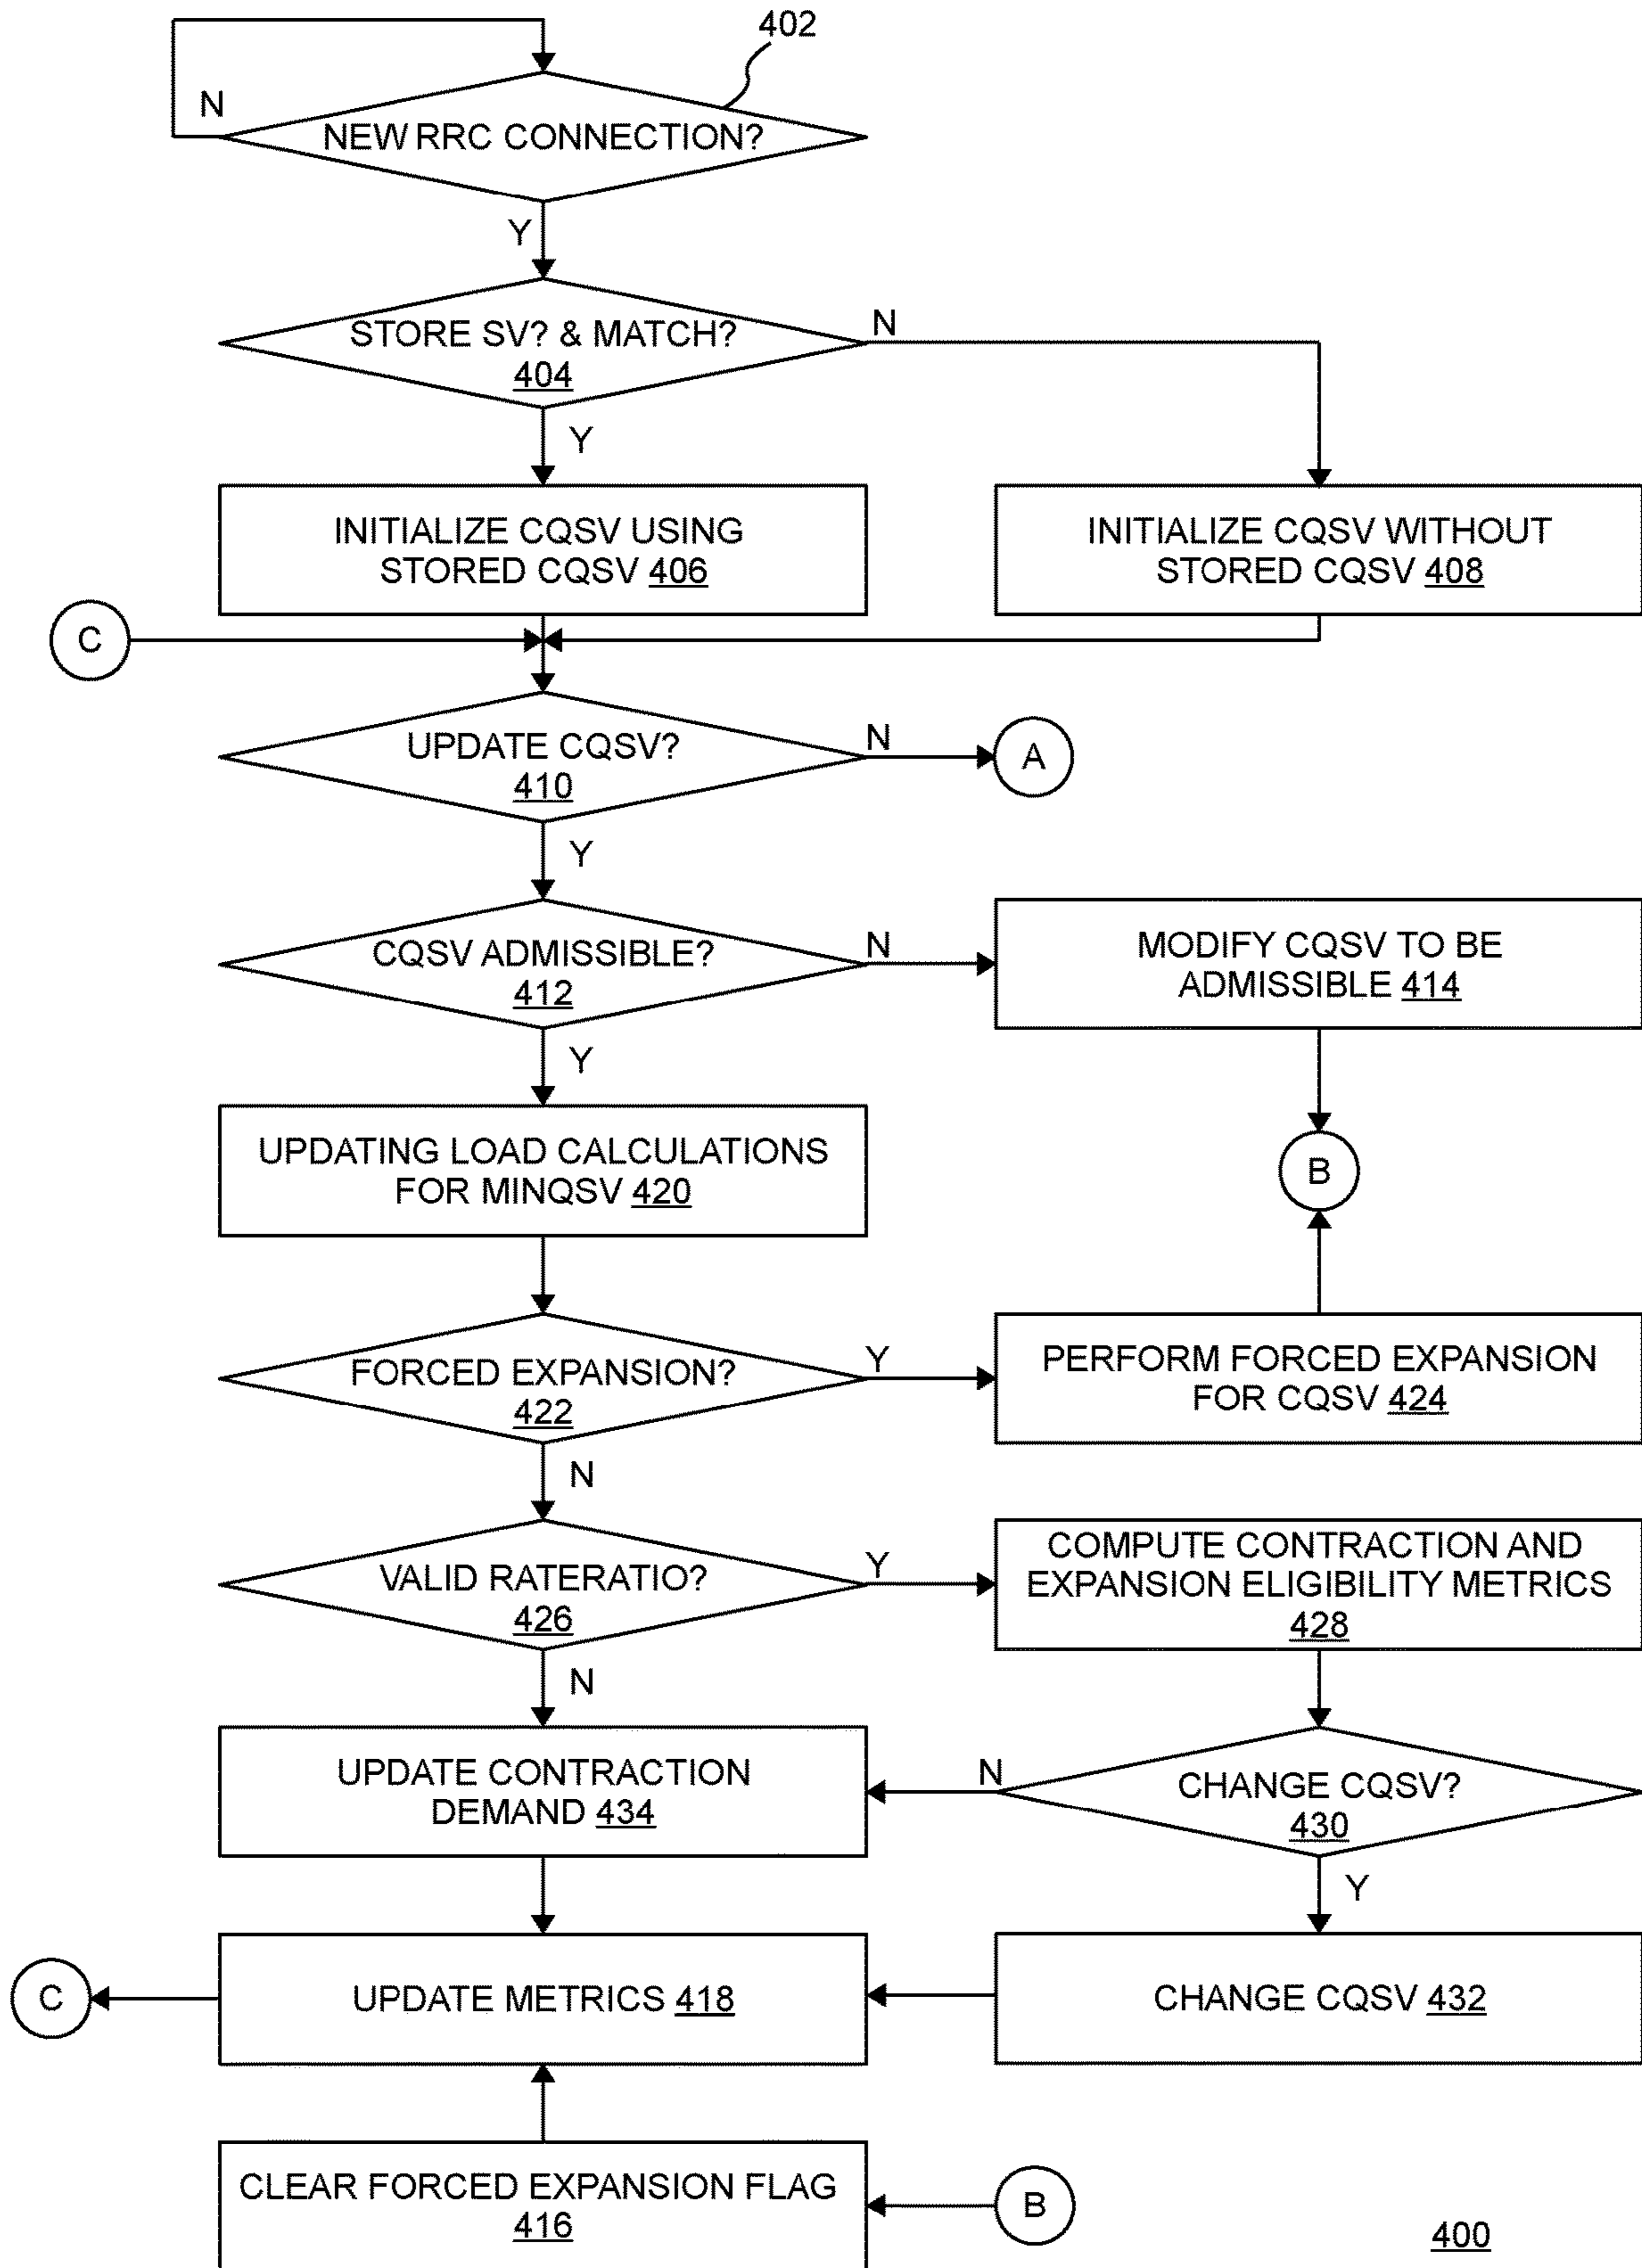 402
N
NEW RRC CONNECTION?
Y
STORE SV? & MATCH?
404
N
Y
INITIALIZE CQSV USING
STORED CQSV 406
INITIALIZE CQSV WITHOUT
STORED CQSV 408
C
UPDATE CQSV?
410
N
A
Y
CQSV ADMISSIBLE?
412
N
MODIFY CQSV TO BE
ADMISSIBLE 414
Y
UPDATING LOAD CALCULATIONS
FOR MINQSV 420
B
FORCED EXPANSION?
422
Y
PERFORM FORCED EXPANSION
FOR CQSV 424
N
VALID RATERATIO?
426
Y
COMPUTE CONTRACTION AND
EXPANSION ELIGIBILITY METRICS
428
N
UPDATE CONTRACTION
DEMAND 434
N
CHANGE CQSV?
430
Y
C
UPDATE METRICS 418
CHANGE CQSV 432
CLEAR FORCED EXPANSION FLAG
416
B
400